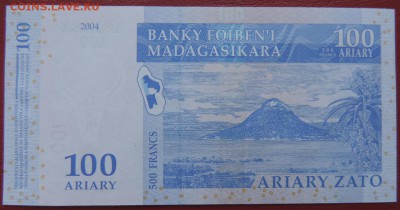 COINS.LAVE.RU
2004
BANKY FOIBEN'I
MADAGASIKARA
100
ARIARY
100
100
ARIARY
500 FRANCS
ARIARY ZATO